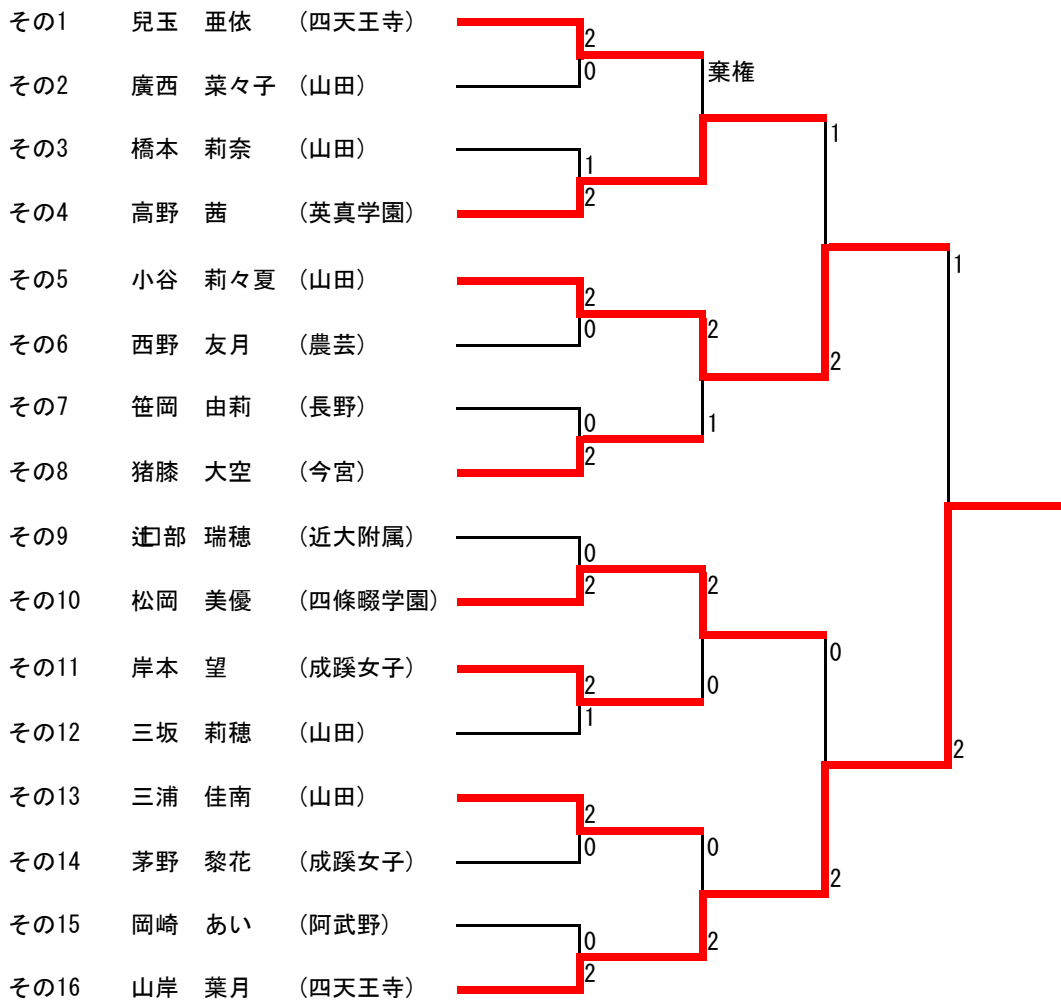 その1 兒玉 亜依 (四天王寺)
2
0
棄権
その2 廣西 菜々子 (山田)
1
その3 橋本 莉奈 (山田)
1
2
その4 高野 茜 (英真学園)
1
その5 小谷 莉々夏 (山田)
2
0
2
その6 西野 友月 (農芸)
2
その7 笹岡 由莉 (長野)
0
1
2
その8 猪膝 大空 (今宮)
その9 部 瑞穂 (近大附属)
0
2
2
その10 松岡 美優 (四條畷学園)
0
その11 岸本 望 (成蹊女子)
2
0
1
その12 三坂 莉穂 (山田)
2
その13 三浦 佳南 (山田)
2
0
0
その14 茅野 黎花 (成蹊女子)
2
その15 岡崎 あい (阿武野)
0
2
2
その16 山岸 葉月 (四天王寺)